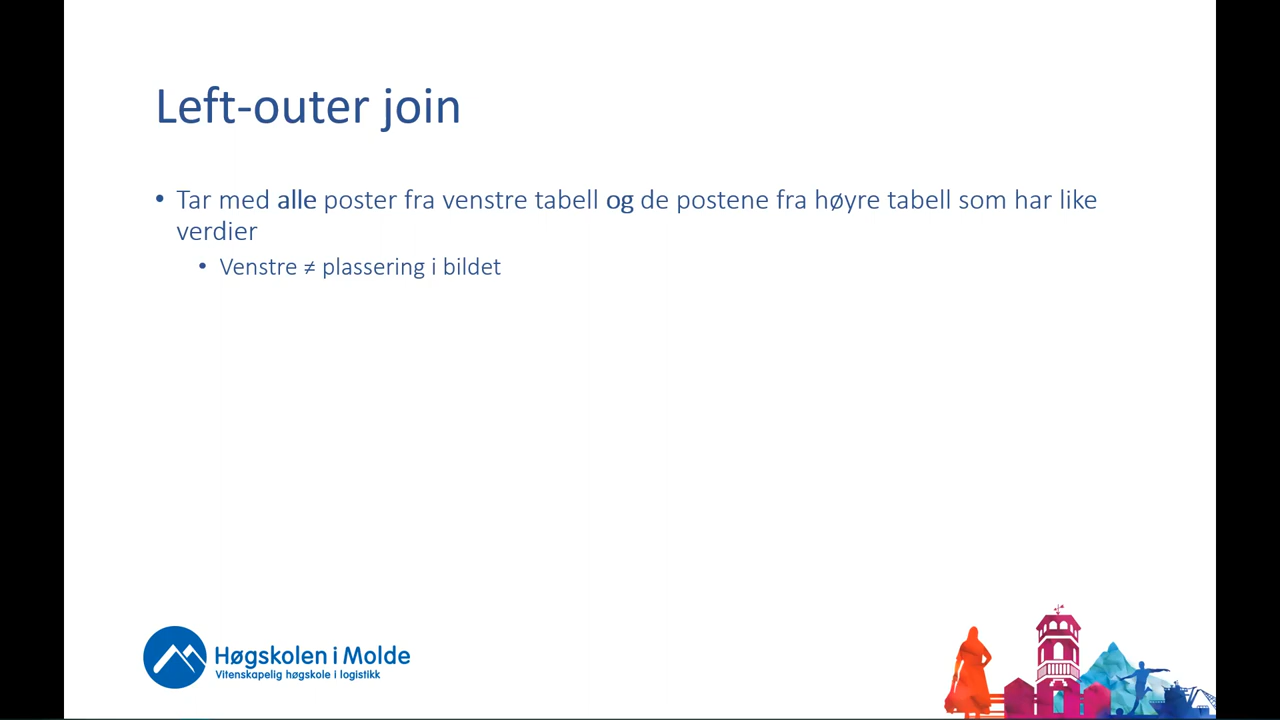 Left-outer join
• Tar med alle poster fra venstre tabell og de postene fra høyre tabell som har like
verdier
• Venstre ≠ plassering i bildet
Høgskolen i Molde
Vitenskapelig høgskole i logistikk